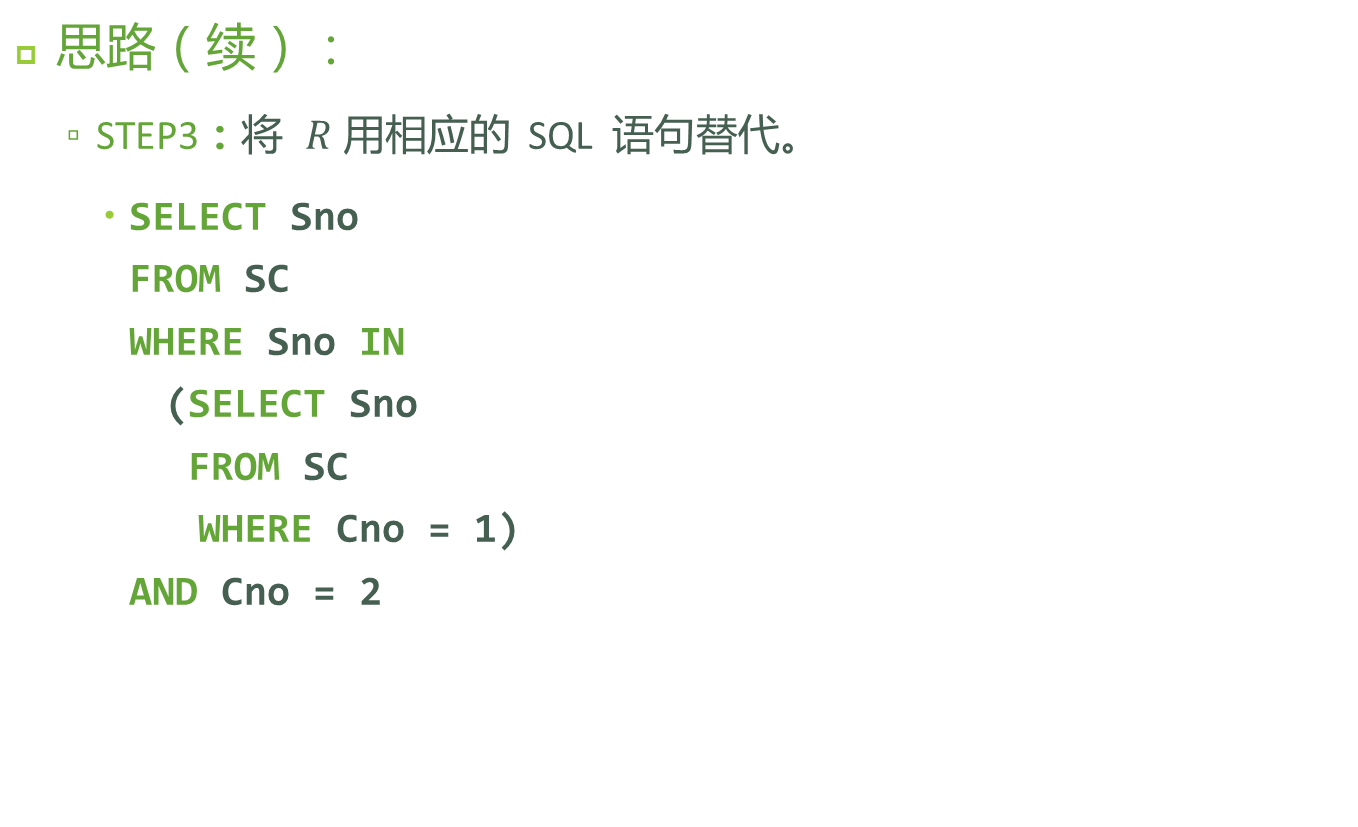 思路（续）：
STEP3：将 R 用相应的 SQL 语句替代。
SELECT Sno
FROM SC
WHERE Sno IN
(SELECT Sno
FROM SC
WHERE Cno = 1)
AND Cno = 2